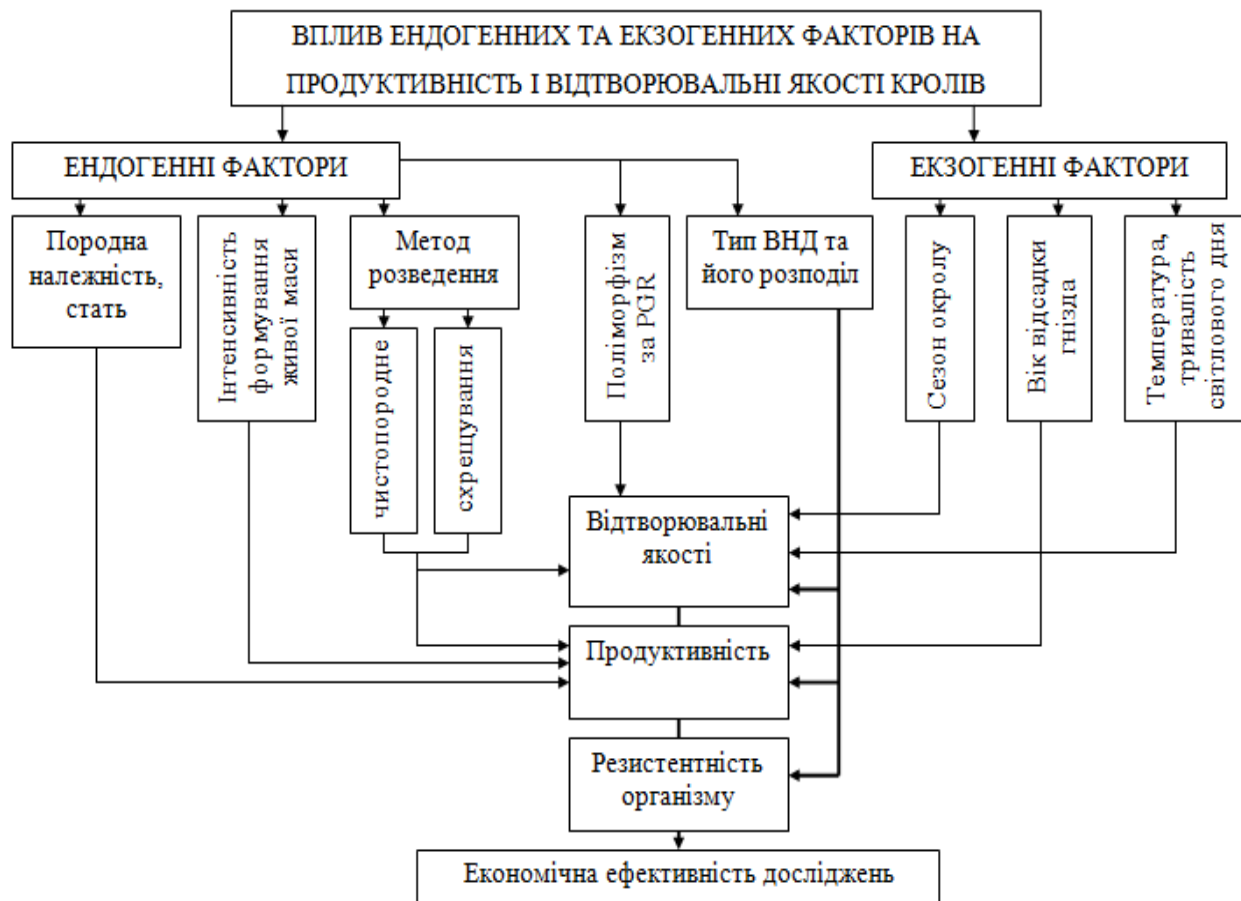 ВПЛИВ ЕНДОГЕННИХ ТА ЕКЗОГЕННИХ ФАКТОРІВ НА
ПРОДУКТИВНІСТЬ І ВІДТВОРЮВАЛЬНІ ЯКОСТІ КРОЛІВ
ЕНДОГЕННІ ФАКТОРИ
ЕКЗОГЕННІ ФАКТОРИ
Породна
належність,
стать
Інтенсивність
формування
живої маси
Метод
розведення
чистопородне
схрещування
Поліморфізм
за PGR
Тип ВНД та
його розподіл
Сезон окролу
Вік відсадки
гнізда
Температура,
тривалість
світлового дня
Відтворювальні
якості
Продуктивність
Резистентність
організму
Економічна ефективність досліджень